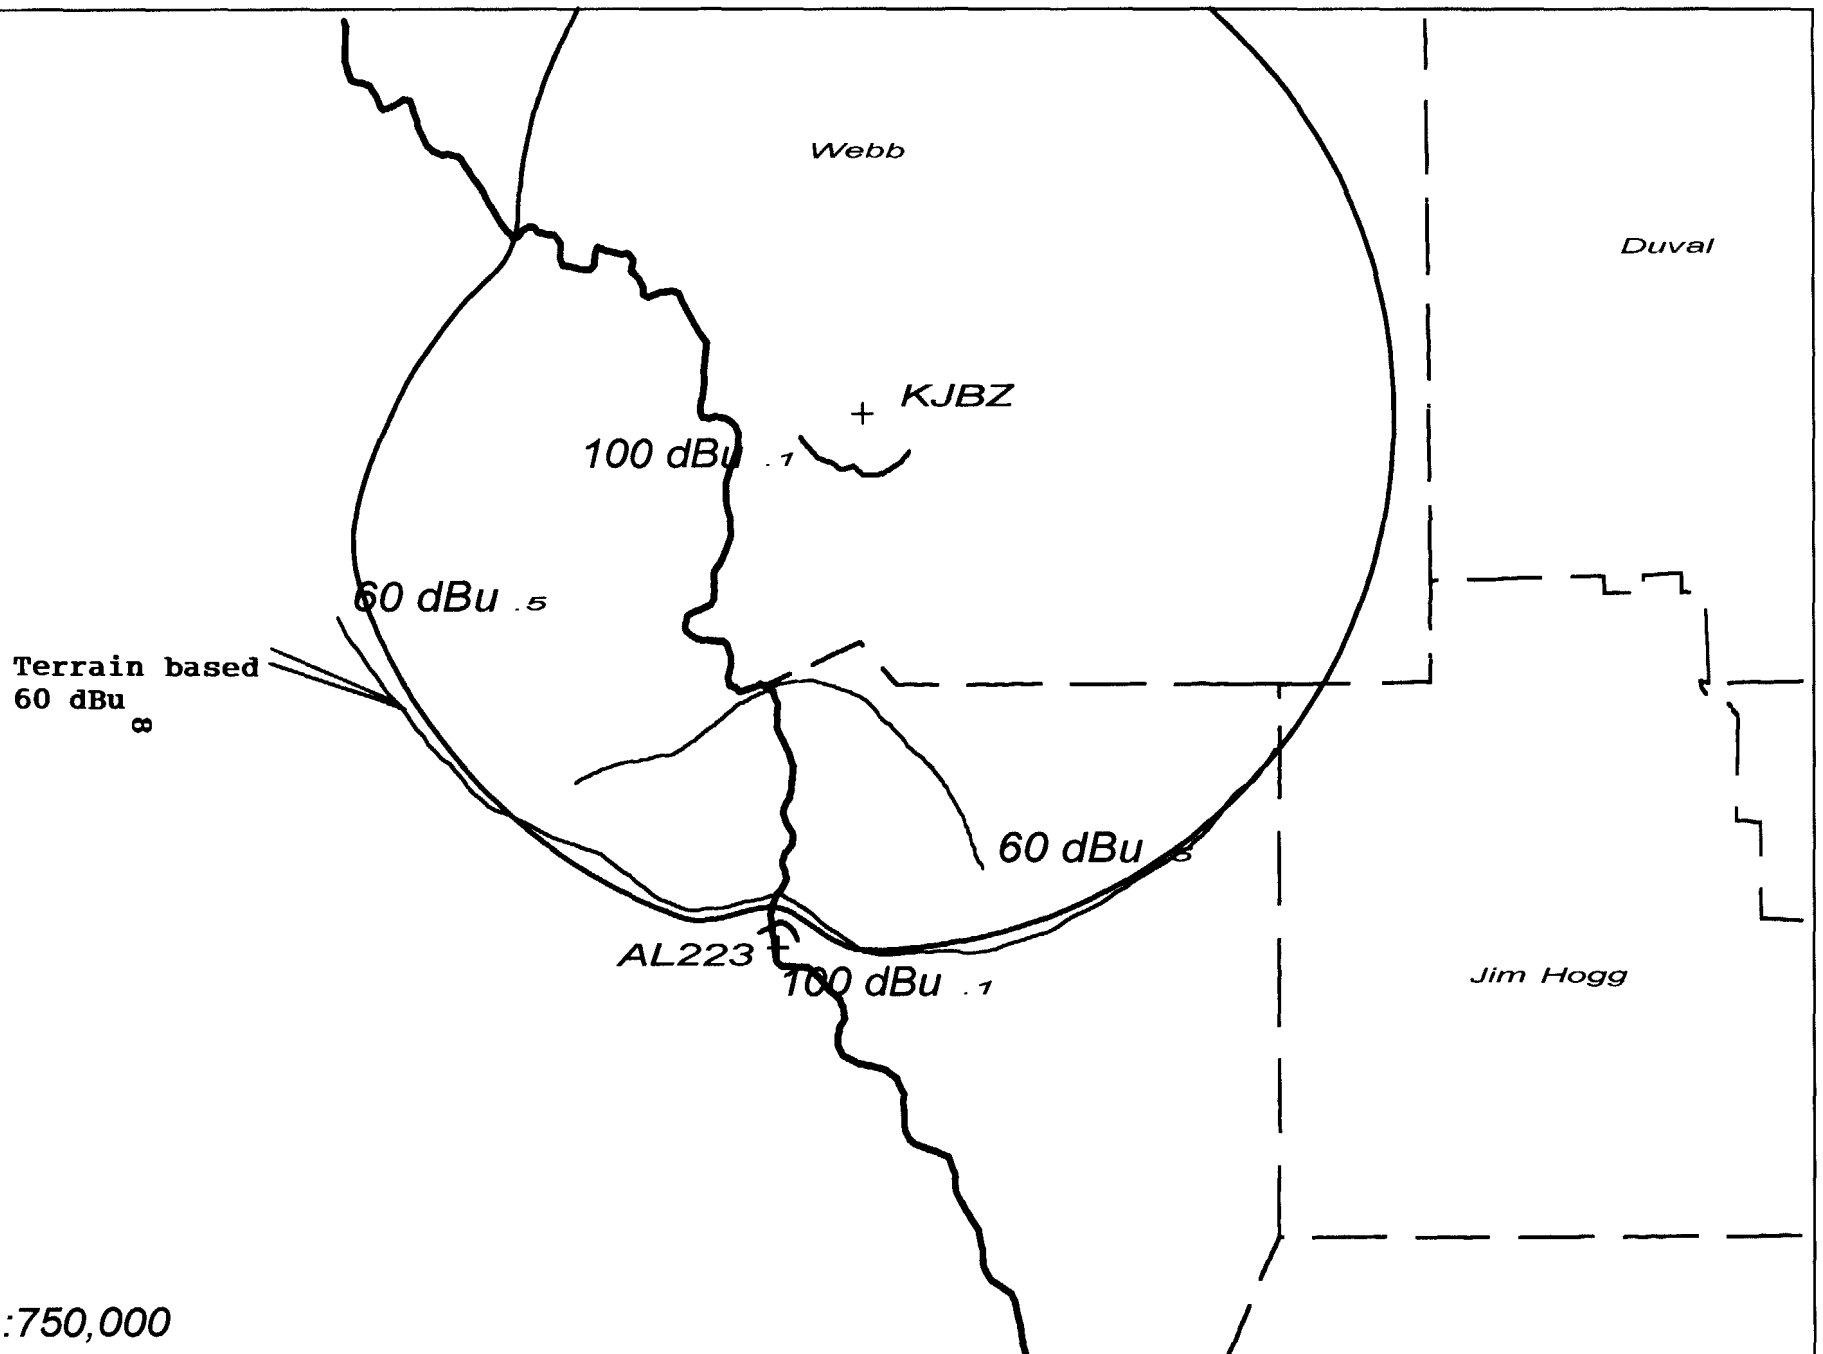 Webb
Duval
KJBZ
100 dBu .1
60 dBu .5
Terrain based
60 dBu
60 dBu
AL223
100 dBu .1
Jim Hogg
:750,000